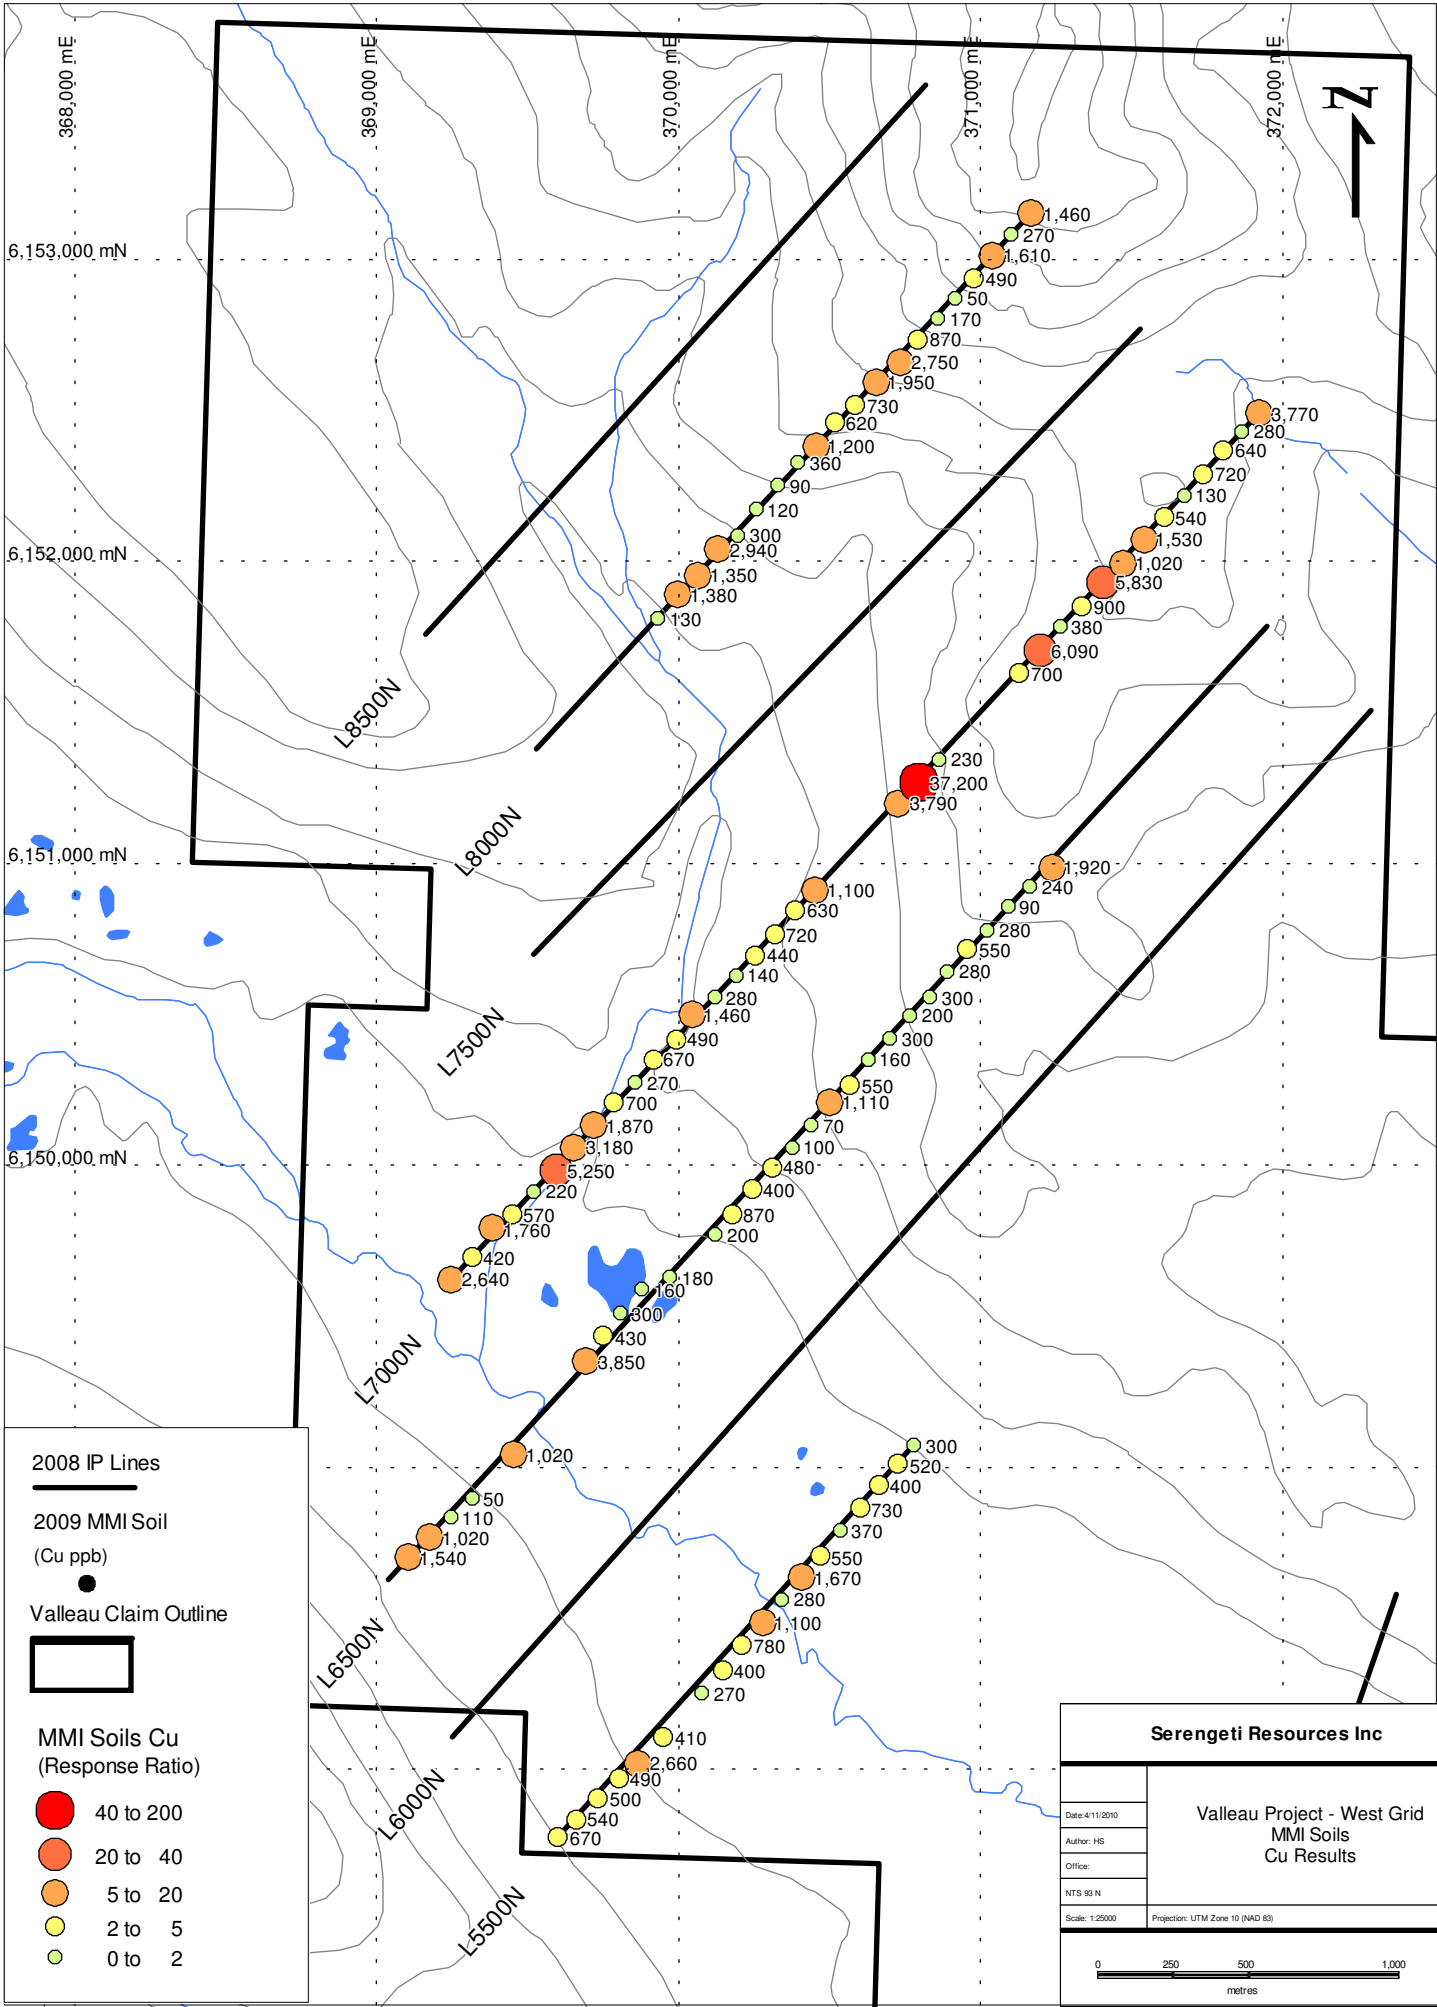 368,000 mE
369,000 mE
370,000 mE
371,000 mE
372,000 mE
N
6,153,000 mN
6,152,000 mN
6,151,000 mN
6,150,000 mN
1,460
270
1,610
490
50
170
870
2,750
1,950
730
620
1,200
360
90
120
300
2,940
1,350
1,380
130
3,770
280
640
720
130
540
1,530
1,020
5,830
900
380
6,090
700
230
37,200
3,790
1,100
630
720
440
140
280
1,460
490
670
270
700
1,870
3,180
5,250
220
570
1,760
420
2,640
1,920
240
90
280
550
280
300
200
300
160
550
1,110
70
100
480
400
870
200
180
160
300
430
3,850
1,020
50
110
1,020
1,540
300
520
400
730
370
550
1,670
280
1,100
780
400
270
410
2,660
490
500
540
670
L8500N
L8000N
L7500N
L7000N
L6500N
L6000N
L5500N
2008 IP Lines
2009 MMI Soil
(Cu ppb)
Valleau Claim Outline
MMI Soils Cu
(Response Ratio)
40 to 200
20 to 40
5 to 20
2 to 5
0 to 2
Serengeti Resources Inc
Date:4/11/2010
Author: HS
Office:
NTS 93 N
Scale: 1:25000
Valleau Project - West Grid
MMI Soils
Cu Results
Projection: UTM Zone 10 (NAD 83)
0 250 500 1,000
metres